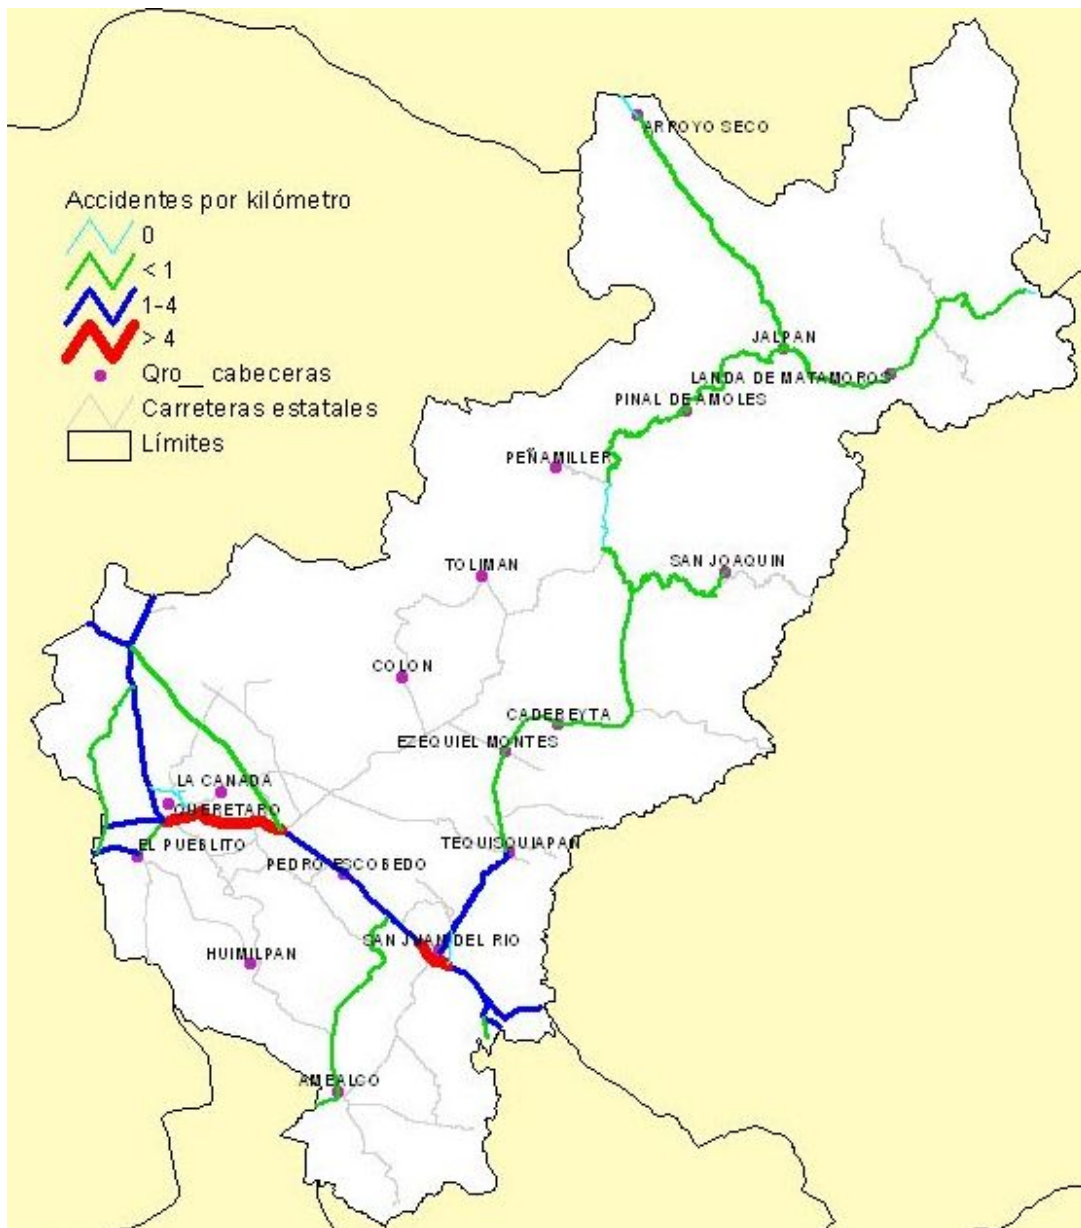 ARROYO SECO
Accidentes por kilómetro
0
< 1
1-4
> 4
Qro__ cabeceras
Carreteras estatales
Límites
JALPAN
LANDA DE MATAMOROS
PINAL DE AMOLES
PEÑAMILLER
TOLIMAN
SAN JOAQUIN
COLON
CADEREYTA
EZEQUIEL MONTES
LA CAÑADA
QUERETARO
EL PUEBLITO
TEQUISQUIAPAN
PEDRO ESCOBEDO
SAN JUAN DEL RIO
HUIMILPAN
AMEALCO